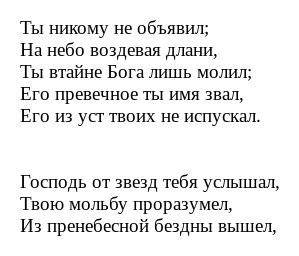 Ты никому не объявил;
На небо воздевая длани,
Ты втайне Бога лишь молил;
Его превечное ты имя звал,
Его из уст твоих не испускал.

Господь от звезд тебя услышал,
Твою мольбу проразумел,
Из пренебесной бездны вышел,